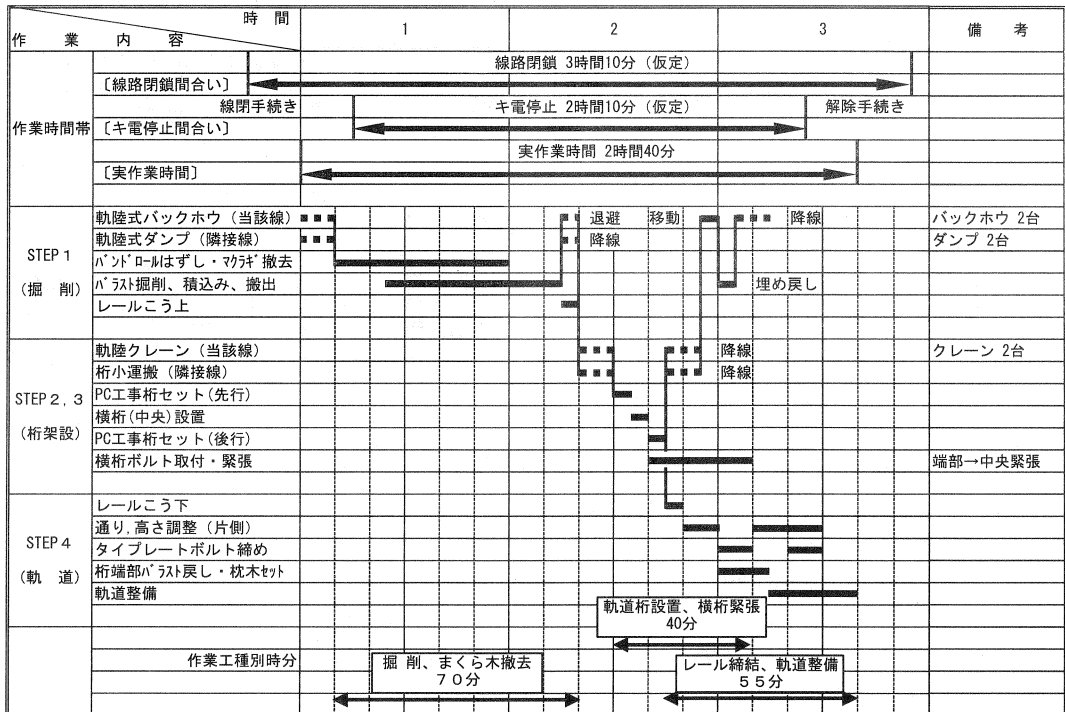 時 間
作 業 内 容
1
2
3
備 考
作業時間帯
線路閉鎖 3時間10分 (仮定)
〔線路閉鎖間合い〕
線閉手続き
キ電停止 2時間10分 (仮定)
解除手続き
〔キ電停止間合い〕
実作業時間 2時間40分
〔実作業時間〕
STEP 1
(掘 削)
軌陸式バックホウ (当該線)
退避
移動
降線
バックホウ 2台
軌陸式ダンプ (隣接線)
降線
ダンプ 2台
バンドロールはずし・マクラギ撤去
バラスト掘削、積込み、搬出
埋め戻し
レールこう上
STEP 2, 3
(桁架設)
軌陸クレーン (当該線)
降線
クレーン 2台
桁小運搬 (隣接線)
降線
PC工事桁セット(先行)
横桁(中央)設置
PC工事桁セット(後行)
横桁ボルト取付・緊張
端部→中央緊張
STEP 4
(軌 道)
レールこう下
通り,高さ調整 (片側)
タイプレートボルト締め
桁端部バラスト戻し・枕木セット
軌道整備
軌道桁設置、横桁緊張
40分
作業工種別時分
掘 削、まくら木撤去
70分
レール締結、軌道整備
55分